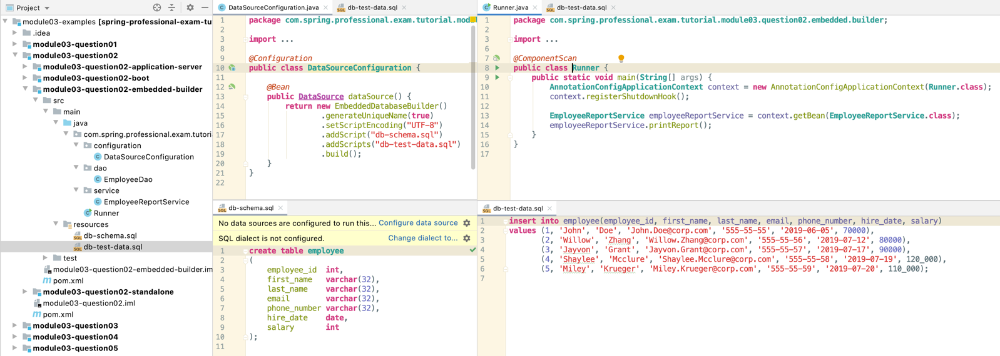 Project
module03-examples [spring-professional-exam-tu
.idea
module03-question01
module03-question02
module03-question02-application-server
module03-question02-boot
module03-question02-embedded-builder
src
main
java
com.spring.professional.exam.tutori
configuration
DataSourceConfiguration
dao
EmployeeDao
service
EmployeeReportService
Runner
resources
db-schema.sql
db-test-data.sql
test
module03-question02-embedded-builder.im
pom.xml
module03-question02-standalone
module03-question02.iml
pom.xml
module03-question03
module03-question04
module03-question05
DataSourceConfiguration.java
db-test-data.sql
1 package com.spring.professional.exam.tutorial.mod
2
3 import ...
8
9 @Configuration
10 public class DataSourceConfiguration {
11
12 @Bean
13 public DataSource dataSource() {
14 return new EmbeddedDatabaseBuilder()
15 .generateUniqueName(true)
16 .setScriptEncoding("UTF-8")
17 .addScript("db-schema.sql")
18 .addScripts("db-test-data.sql")
19 .build();
20 }
21 }
22
Runner.java
db-test-data.sql
1 package com.spring.professional.exam.tutorial.module03.question02.embedded.builder;
2
3 import ...
6
7 @ComponentScan
8 public class Runner {
9 public static void main(String[] args) {
10 AnnotationConfigApplicationContext context = new AnnotationConfigApplicationContext(Runner.class);
11 context.registerShutdownHook();
12
13 EmployeeReportService employeeReportService = context.getBean(EmployeeReportService.class);
14 employeeReportService.printReport();
15 }
16 }
17
db-schema.sql
No data sources are configured to run this... Configure data source
SQL dialect is not configured. Change dialect to...
1 create table employee
2 (
3 employee_id int,
4 first_name varchar(32),
5 last_name varchar(32),
6 email varchar(32),
7 phone_number varchar(32),
8 hire_date date,
9 salary int
10 );
11
db-test-data.sql
1 insert into employee(employee_id, first_name, last_name, email, phone_number, hire_date, salary)
2 values (1, 'John', 'Doe', 'John.Doe@corp.com', '555-55-55', '2019-06-05', 70000),
3 (2, 'Willow', 'Zhang', 'Willow.Zhang@corp.com', '555-55-56', '2019-07-12', 80000),
4 (3, 'Jayvon', 'Grant', 'Jayvon.Grant@corp.com', '555-55-57', '2019-07-17', 90000),
5 (4, 'Shaylee', 'Mcclure', 'Shaylee.Mcclure@corp.com', '555-55-58', '2019-07-19', 120_000),
6 (5, 'Miley', 'Krueger', 'Miley.Krueger@corp.com', '555-55-59', '2019-07-20', 110_000);
7